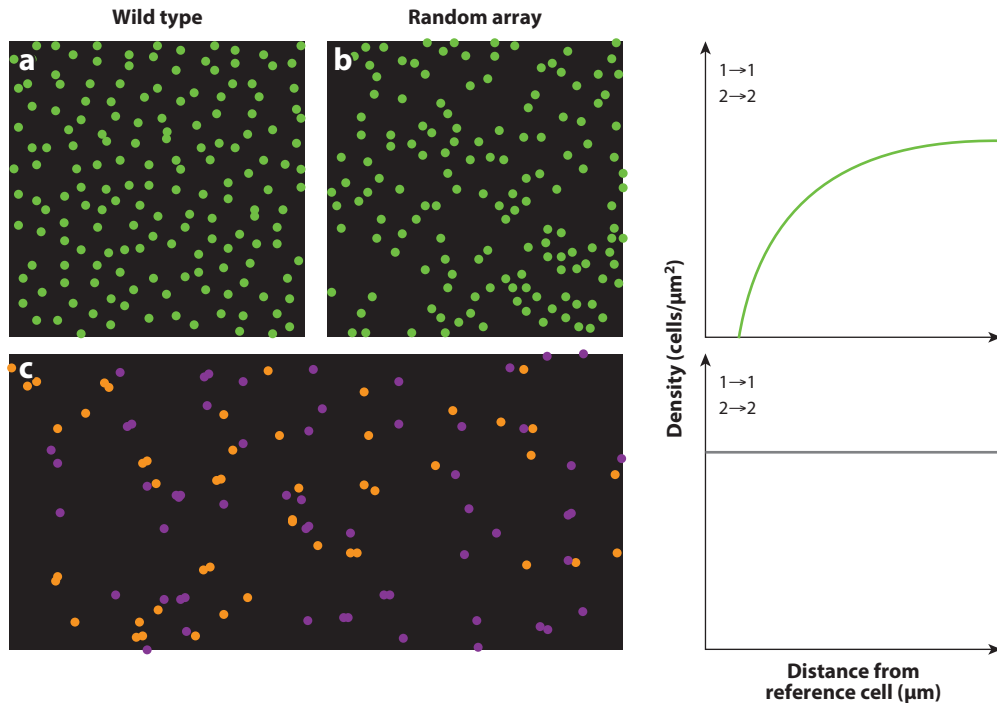 Wild type
Random array
a
b
1→1
2→2
c
1→1
2→2
Density (cells/μm²)
Distance from
reference cell (μm)